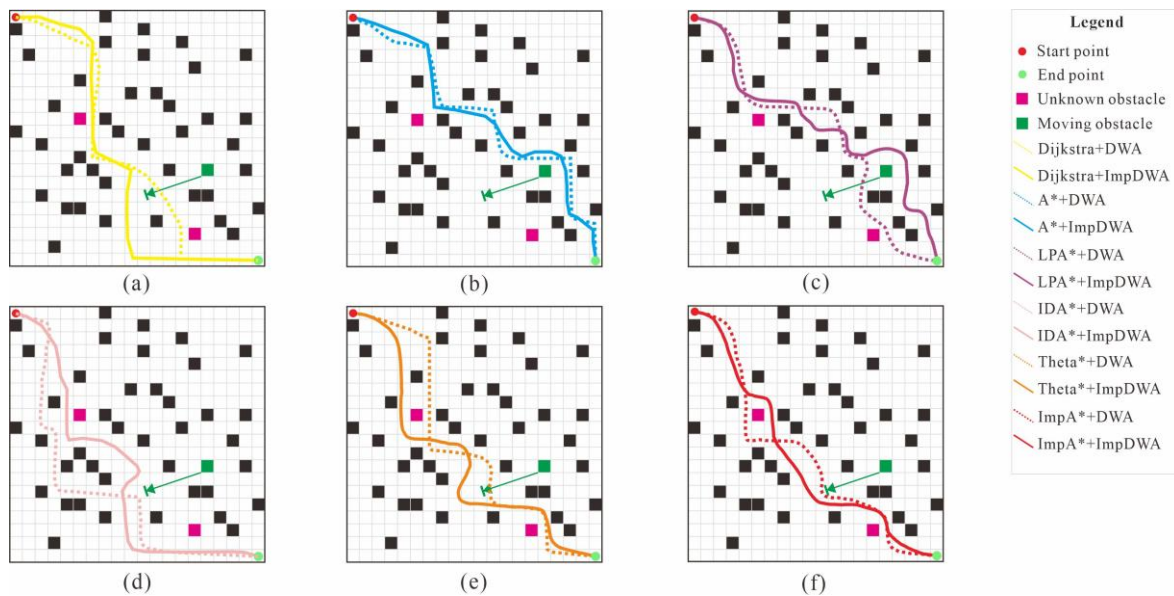 (a)
(b)
(c)
(d)
(e)
(f)
Legend
Start point
End point
Unknown obstacle
Moving obstacle
Dijkstra+DWA
Dijkstra+ImpDWA
A*+DWA
A*+ImpDWA
LPA*+DWA
LPA*+ImpDWA
IDA*+DWA
IDA*+ImpDWA
Theta*+DWA
Theta*+ImpDWA
ImpA*+DWA
ImpA*+ImpDWA